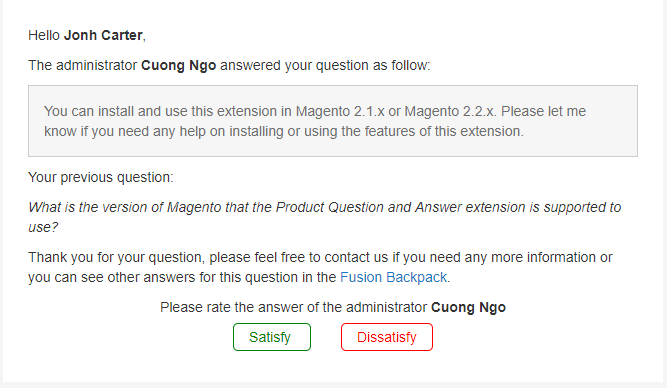 Hello Jonh Carter,
The administrator Cuong Ngo answered your question as follow:
You can install and use this extension in Magento 2.1.x or Magento 2.2.x. Please let me
know if you need any help on installing or using the features of this extension.
Your previous question:
What is the version of Magento that the Product Question and Answer extension is supported to
use?
Thank you for your question, please feel free to contact us if you need any more information or
you can see other answers for this question in the Fusion Backpack.
Please rate the answer of the administrator Cuong Ngo
Satisfy Dissatisfy